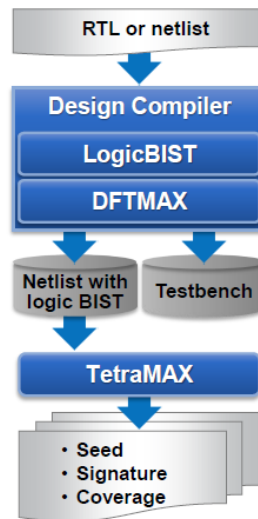 RTL or netlist
Design Compiler
LogicBIST
DFTMAX
Netlist with
logic BIST
Testbench
TetraMAX
• Seed
• Signature
• Coverage